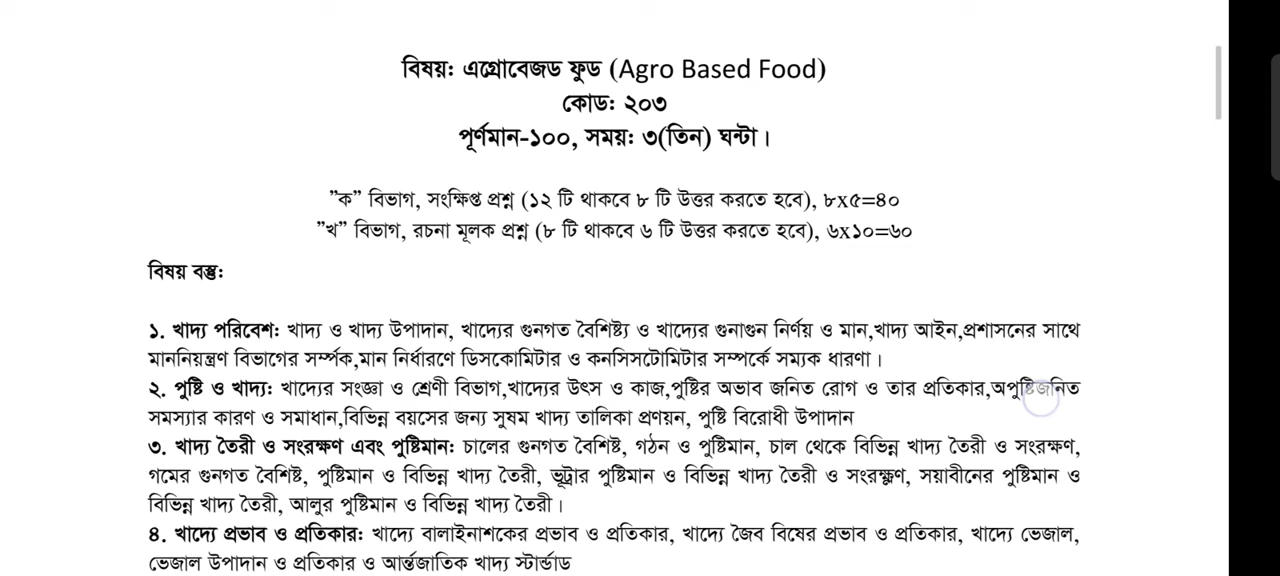 বিষয়: এগ্রোবেজড ফুড (Agro Based Food)
কোড: ২০৩
পূর্ণমান-১০০, সময়: ৩(তিন) ঘন্টা।
”ক” বিভাগ, সংক্ষিপ্ত প্রশ্ন (১২ টি থাকবে ৮ টি উত্তর করতে হবে), ৮x৫=৪০
”খ” বিভাগ, রচনা মূলক প্রশ্ন (৮ টি থাকবে ৬ টি উত্তর করতে হবে), ৬x১০=৬০
বিষয় বস্তু:
১. খাদ্য পরিবেশ: খাদ্য ও খাদ্য উপাদান, খাদ্যের গুনগত বৈশিষ্ট্য ও খাদ্যের গুনাগুন নির্ণয় ও মান,খাদ্য আইন,প্রশাসনের সাথে
মাননিয়ন্ত্রণ বিভাগের সর্ম্পক,মান নির্ধারণে ডিসকোমিটার ও কনসিসটোমিটার সম্পর্কে সম্যক ধারণা।
২. পুষ্টি ও খাদ্য: খাদ্যের সংজ্ঞা ও শ্রেণী বিভাগ,খাদ্যের উৎস ও কাজ,পুষ্টির অভাব জনিত রোগ ও তার প্রতিকার,অপুষ্টিজনিত
সমস্যার কারণ ও সমাধান,বিভিন্ন বয়সের জন্য সুষম খাদ্য তালিকা প্রণয়ন, পুষ্টি বিরোধী উপাদান
৩. খাদ্য তৈরী ও সংরক্ষণ এবং পুষ্টিমান: চালের গুনগত বৈশিষ্ট, গঠন ও পুষ্টিমান, চাল থেকে বিভিন্ন খাদ্য তৈরী ও সংরক্ষণ,
গমের গুনগত বৈশিষ্ট, পুষ্টিমান ও বিভিন্ন খাদ্য তৈরী, ভূট্রার পুষ্টিমান ও বিভিন্ন খাদ্য তৈরী ও সংরক্ষণ, সয়াবীনের পুষ্টিমান ও
বিভিন্ন খাদ্য তৈরী, আলুর পুষ্টিমান ও বিভিন্ন খাদ্য তৈরী।
৪. খাদ্যে প্রভাব ও প্রতিকার: খাদ্যে বালাইনাশকের প্রভাব ও প্রতিকার, খাদ্যে জৈব বিষের প্রভাব ও প্রতিকার, খাদ্যে ভেজাল,
ভেজাল উপাদান ও প্রতিকার ও আর্ন্তজাতিক খাদ্য স্টার্ন্ডাড